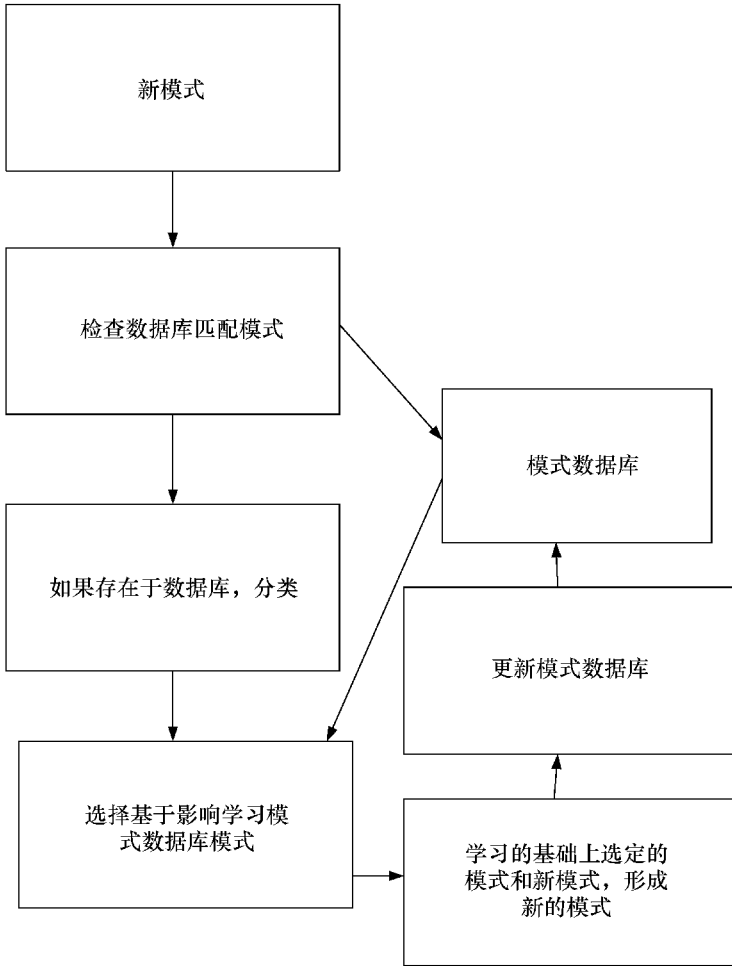 新模式
检查数据库匹配模式
模式数据库
如果存在于数据库，分类
更新模式数据库
选择基于影响学习模
式数据库模式
学习的基础上选定的
模式和新模式，形成
新的模式